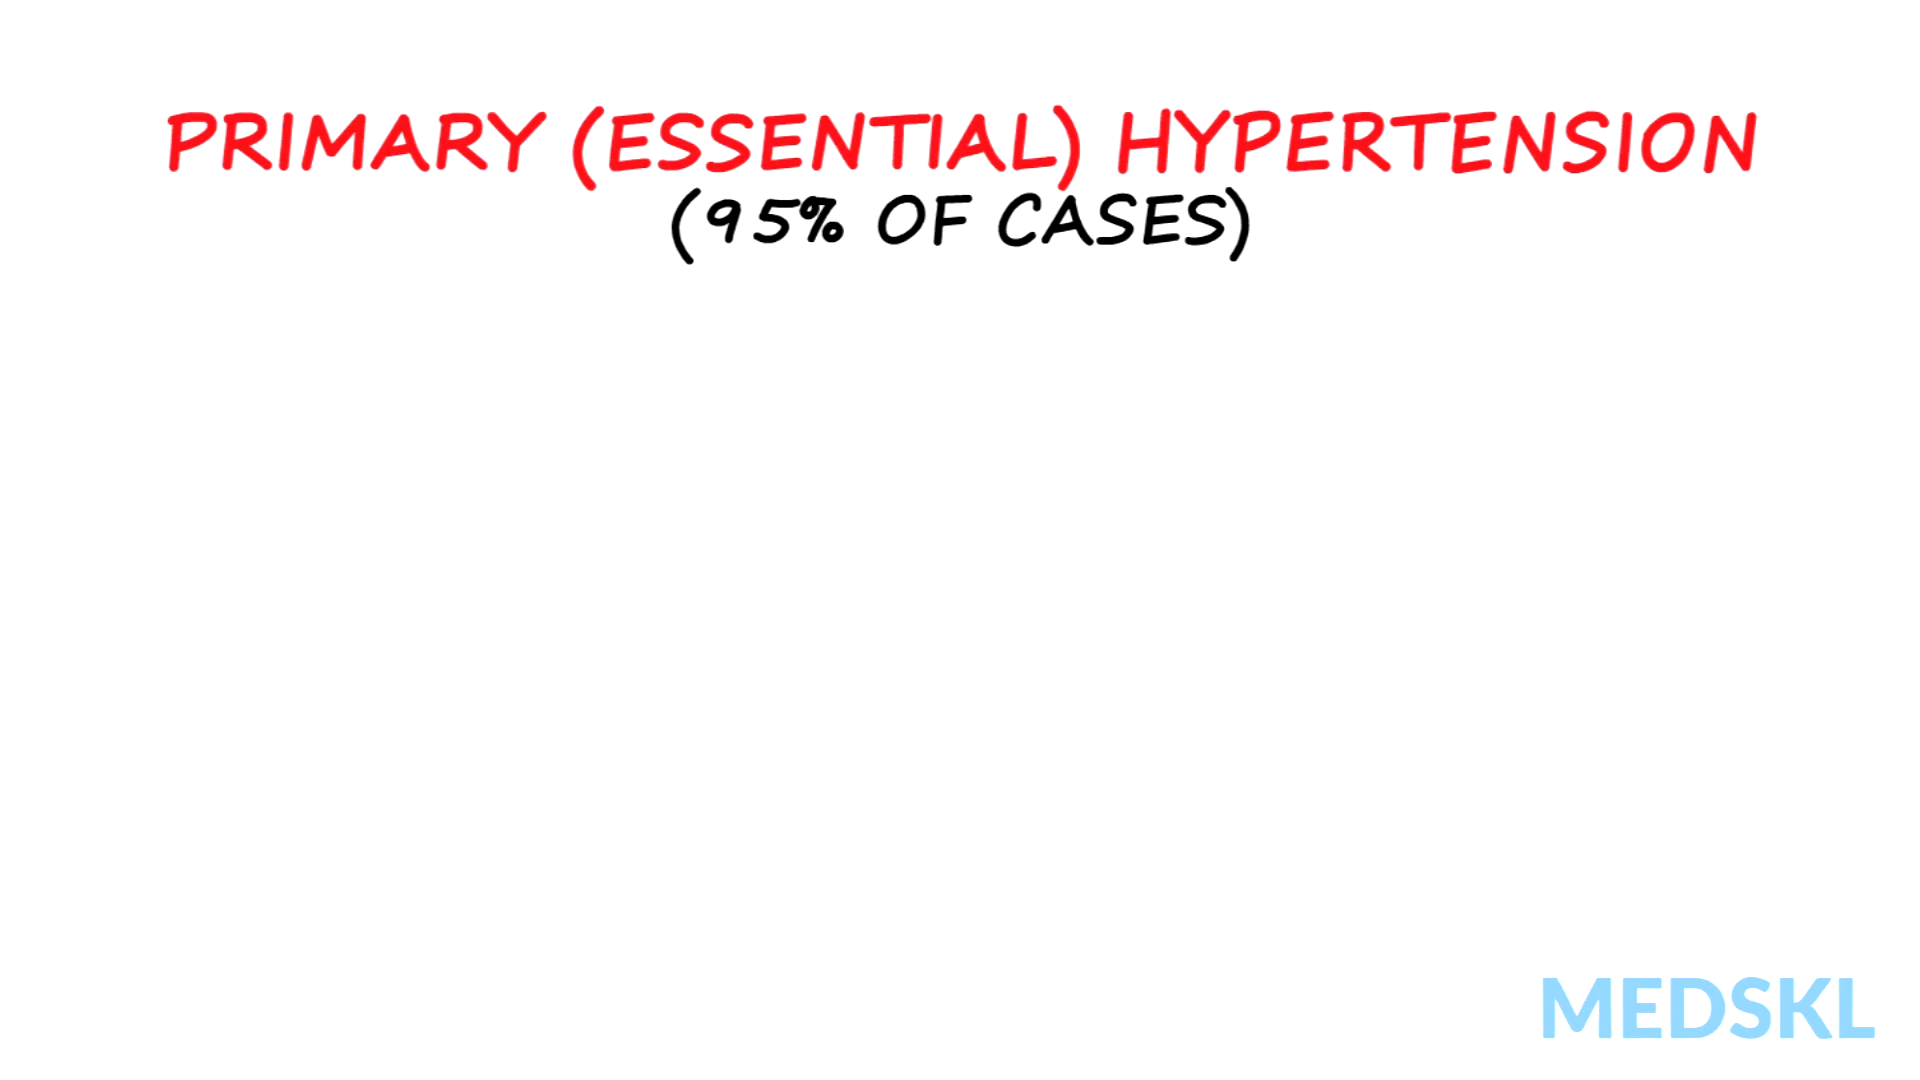 PRIMARY (ESSENTIAL) HYPERTENSION
(95% OF CASES)
MEDSKL